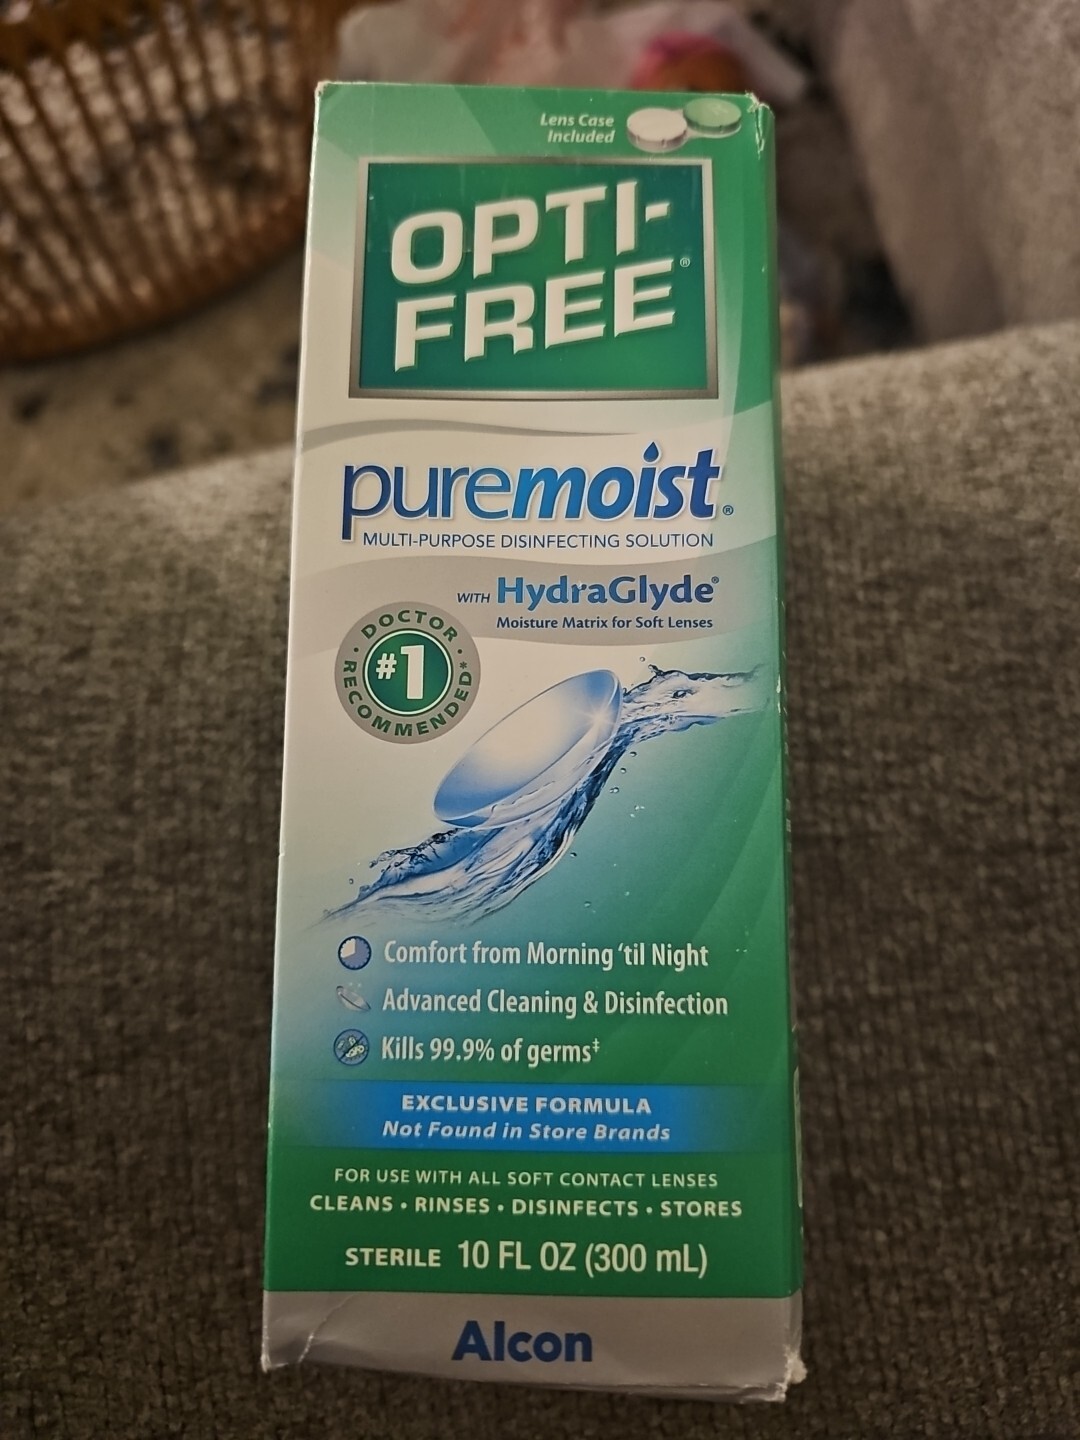 Lens Case
Included
OPTI-
FREE®
puremoist®
MULTI-PURPOSE DISINFECTING SOLUTION
WITH HydraGlyde®
Moisture Matrix for Soft Lenses
DOCTOR
#1
RECOMMENDED*
Comfort from Morning ‘til Night
Advanced Cleaning & Disinfection
Kills 99.9% of germs‡
EXCLUSIVE FORMULA
Not Found in Store Brands
FOR USE WITH ALL SOFT CONTACT LENSES
CLEANS • RINSES • DISINFECTS • STORES
STERILE 10 FL OZ (300 mL)
Alcon